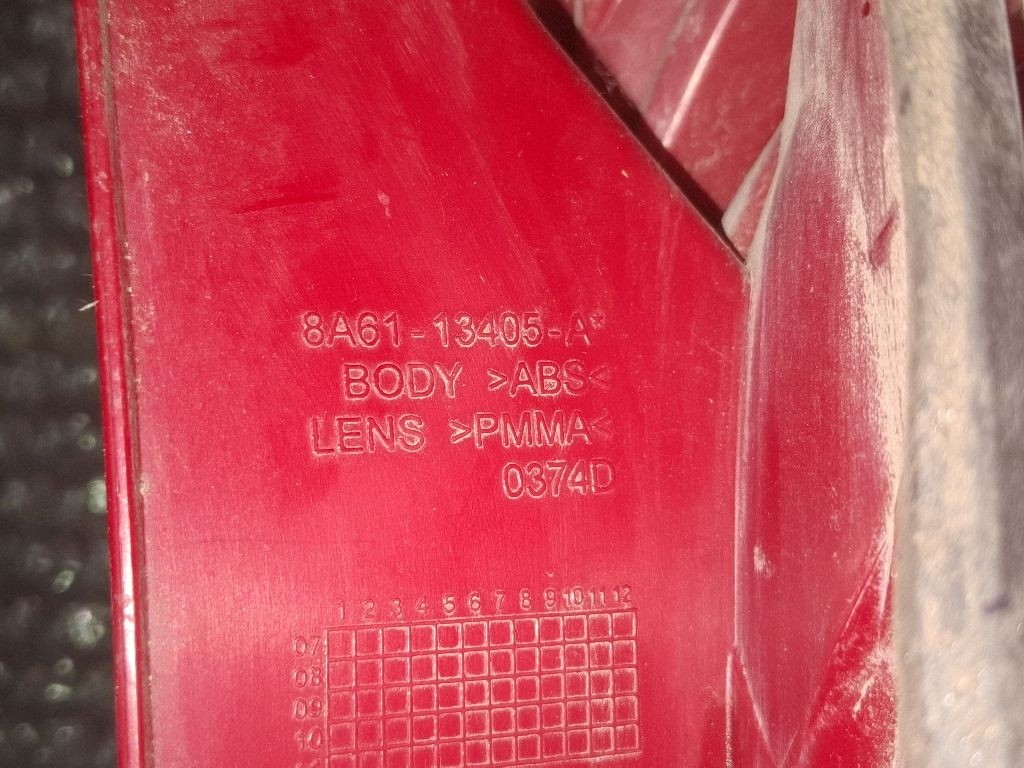 8A61-13405-A*
BODY >ABS<
LENS >PMMA<
0374D
1 2 3 4 5 6 7 8 9 10 11 12
07
08
09
10